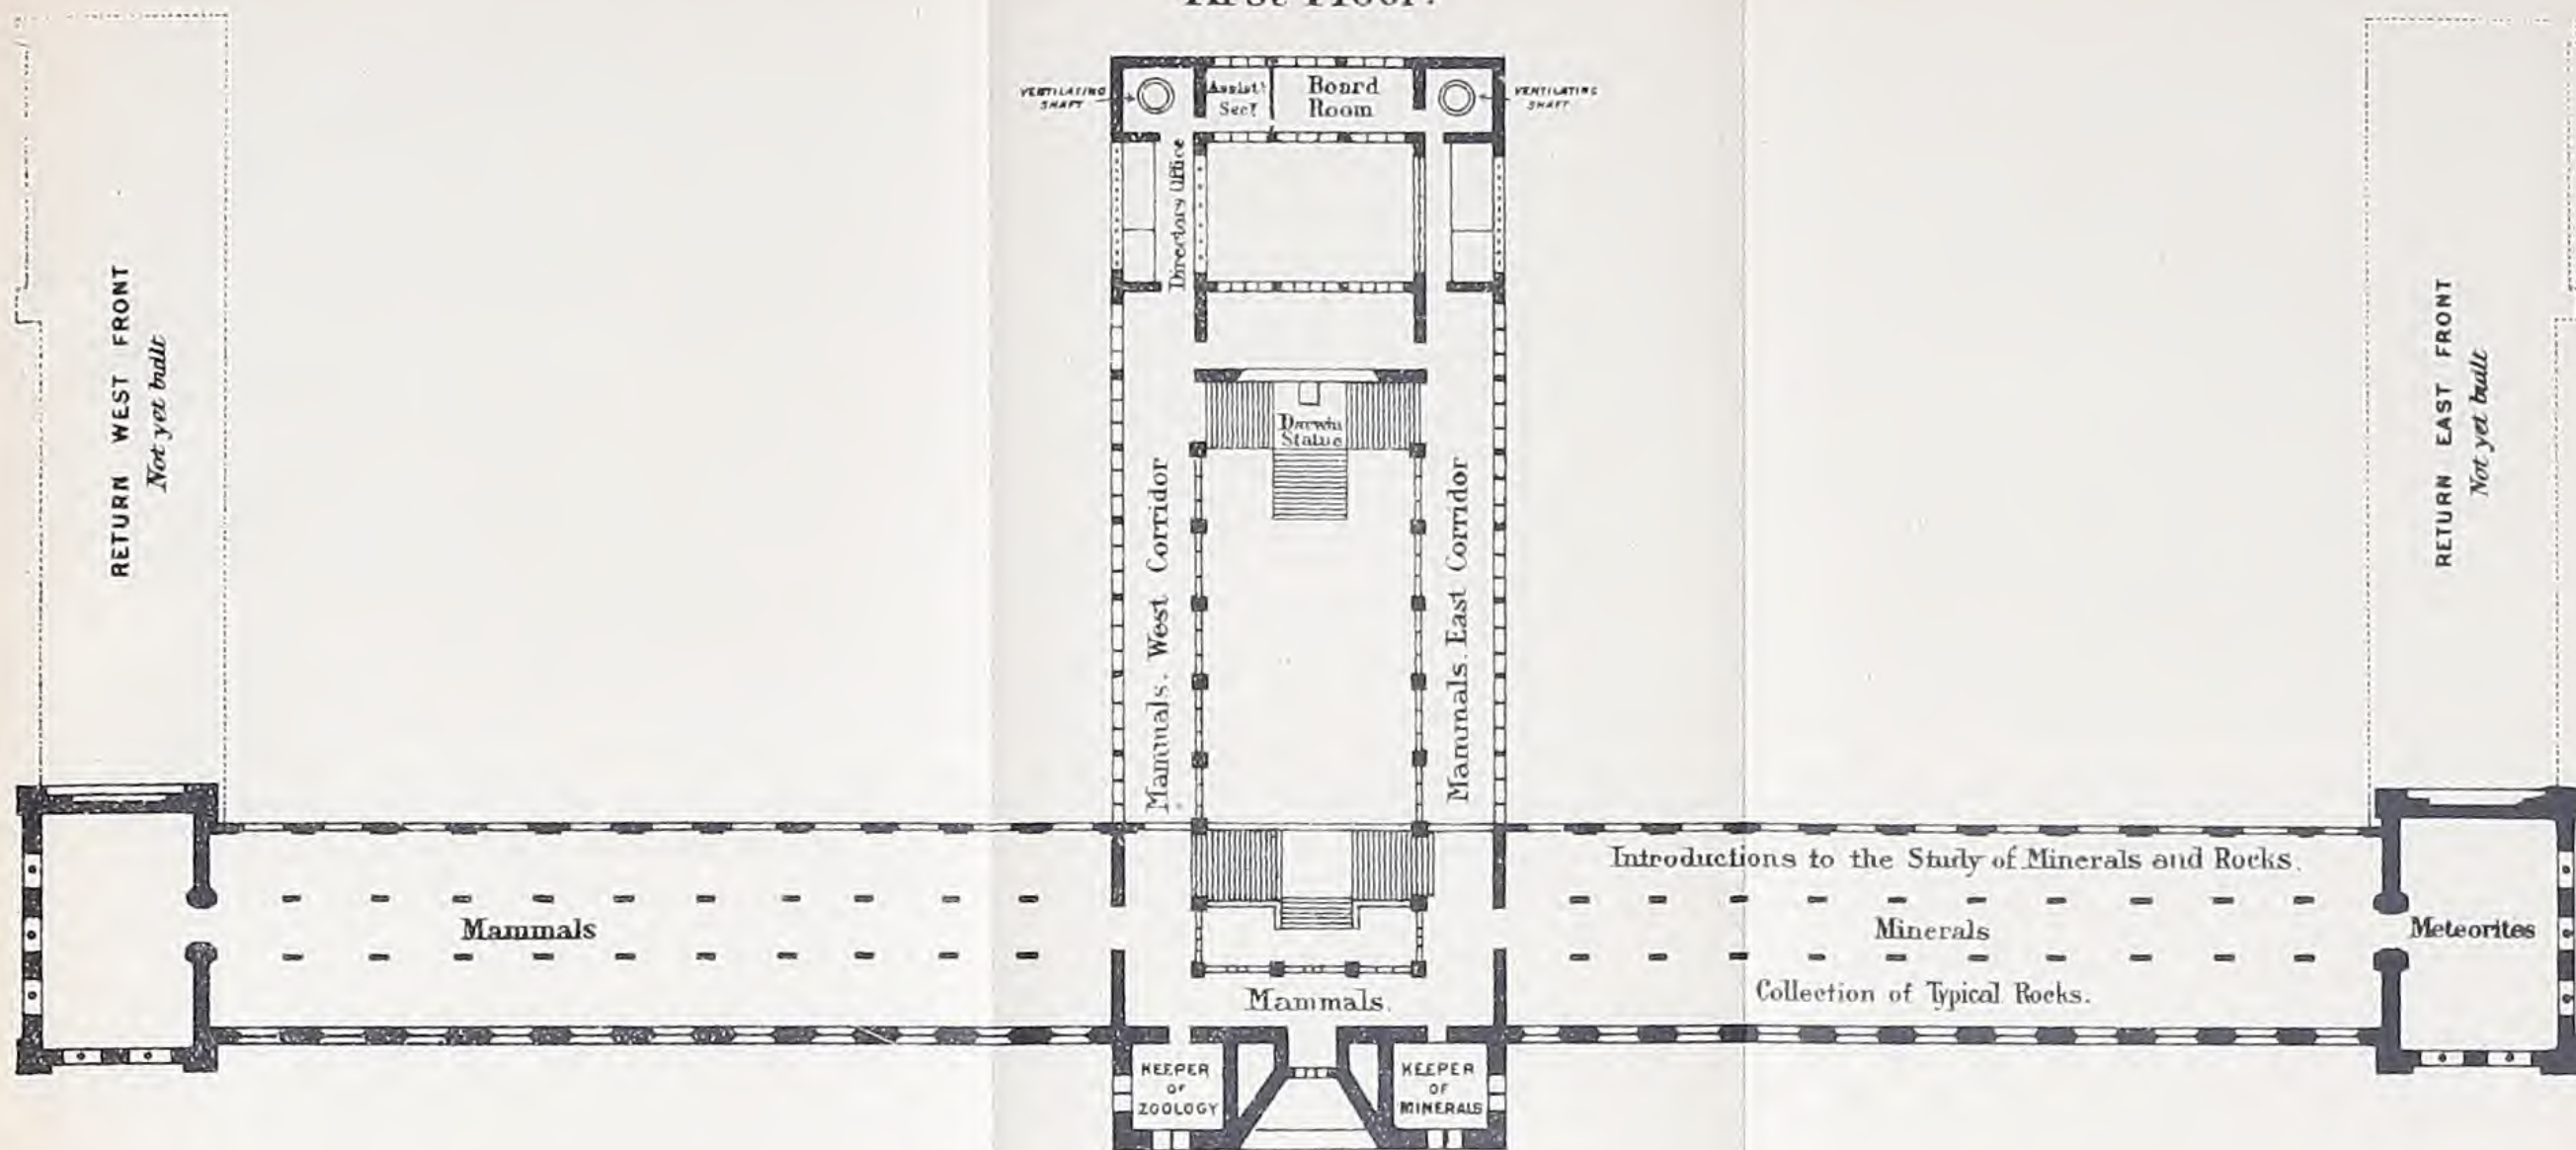 First Floor.
VENTILATING
SHAFT
Assist!
Sec?
Board
Room
VENTILATING
SHAFT
Directors Office
RETURN WEST FRONT
Not yet built
RETURN EAST FRONT
Not yet built
Darwin
Statue
Mammals. West Corridor
Mammals. East Corridor
Introductions to the Study of Minerals and Rocks.
Mammals
Minerals
Meteorites
Collection of Typical Rocks.
Mammals.
KEEPER
OF
ZOOLOGY
KEEPER
OF
MINERALS